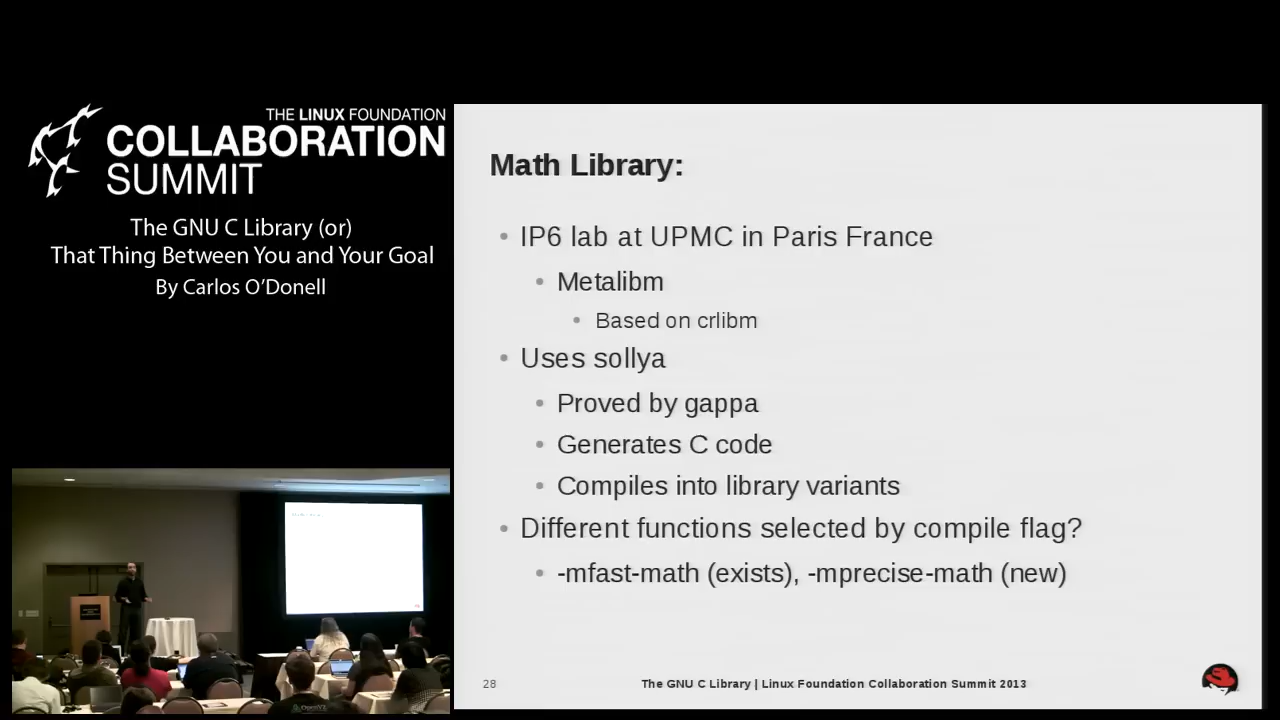 THE LINUX FOUNDATION
COLLABORATION
SUMMIT
The GNU C Library (or)
That Thing Between You and Your Goal
By Carlos O'Donell
Math Library:
• IP6 lab at UPMC in Paris France
• Metalibm
• Based on crlibm
• Uses sollya
• Proved by gappa
• Generates C code
• Compiles into library variants
• Different functions selected by compile flag?
• -mfast-math (exists), -mprecise-math (new)
28
The GNU C Library | Linux Foundation Collaboration Summit 2013